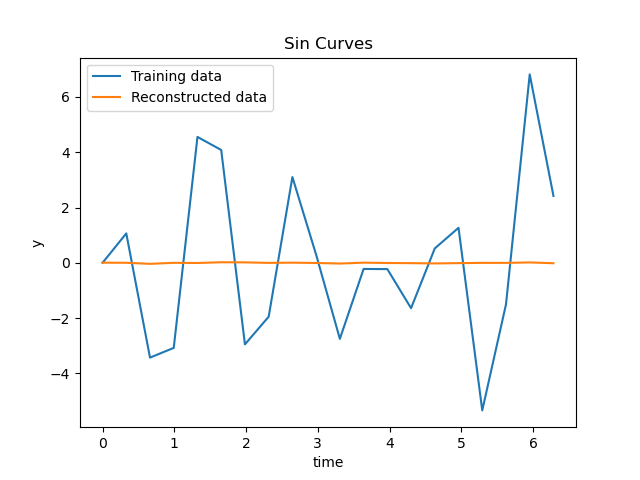 Sin Curves
Training data
Reconstructed data
y
6
4
2
0
−2
−4
0 1 2 3 4 5 6
time